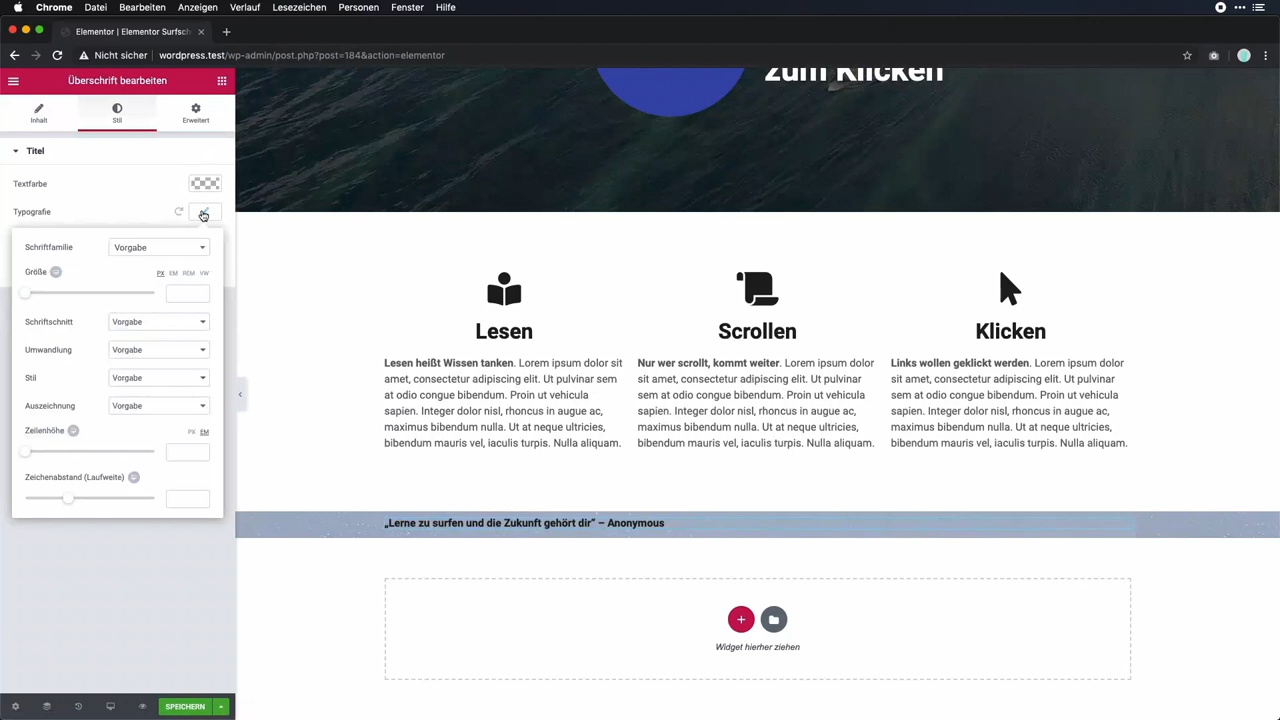 Chrome Datei Bearbeiten Anzeigen Verlauf Lesezeichen Personen Fenster Hilfe
Elementor | Elementor Surfsch
Nicht sicher wordpress.test/wp-admin/post.php?post=184&action=elementor
Überschrift bearbeiten
Inhalt Stil Erweitert
Titel
Textfarbe
Typografie
Schriftfamilie Vorgabe
Größe PX EM REM VW
Schriftschnitt Vorgabe
Umwandlung Vorgabe
Stil Vorgabe
Auszeichnung Vorgabe
Zeilenhöhe PX EM
Zeichenabstand (Laufweite)
SPEICHERN
zum Klicken
Lesen
Lesen heißt Wissen tanken. Lorem ipsum dolor sit
amet, consectetur adipiscing elit. Ut pulvinar sem
at odio congue bibendum. Proin ut vehicula
sapien. Integer dolor nisl, rhoncus in augue ac,
maximus bibendum nulla. Ut at neque ultricies,
bibendum mauris vel, iaculis turpis. Nulla aliquam.
Scrollen
Nur wer scrollt, kommt weiter. Lorem ipsum dolor
sit amet, consectetur adipiscing elit. Ut pulvinar
sem at odio congue bibendum. Proin ut vehicula
sapien. Integer dolor nisl, rhoncus in augue ac,
maximus bibendum nulla. Ut at neque ultricies,
bibendum mauris vel, iaculis turpis. Nulla aliquam.
Klicken
Links wollen geklickt werden. Lorem ipsum dolor
sit amet, consectetur adipiscing elit. Ut pulvinar
sem at odio congue bibendum. Proin ut vehicula
sapien. Integer dolor nisl, rhoncus in augue ac,
maximus bibendum nulla. Ut at neque ultricies,
bibendum mauris vel, iaculis turpis. Nulla aliquam.
„Lerne zu surfen und die Zukunft gehört dir“ – Anonymous
Widget hierher ziehen